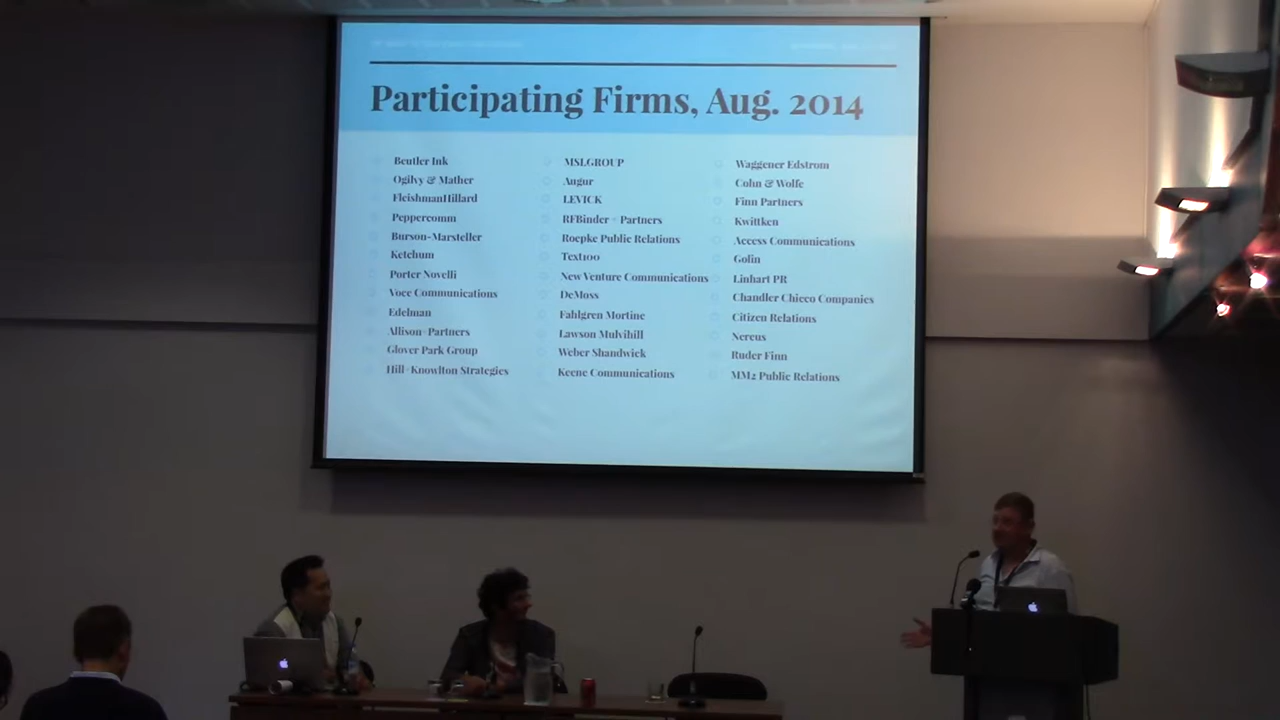 Participating Firms, Aug. 2014
Beutler Ink
Ogilvy & Mather
FleishmanHillard
Peppercomm
Burson-Marsteller
Ketchum
Porter Novelli
Voce Communications
Edelman
Allison+Partners
Glover Park Group
Hill+Knowlton Strategies
MSLGROUP
Augur
LEVICK
RFBinder + Partners
Roepke Public Relations
Text100
New Venture Communications
DeMoss
Fahlgren Mortine
Lawson Mulvihill
Weber Shandwick
Keene Communications
Waggener Edstrom
Cohn & Wolfe
Finn Partners
Kwittken
Access Communications
Golin
Linhart PR
Chandler Chicco Companies
Citizen Relations
Nereus
Ruder Finn
MM2 Public Relations